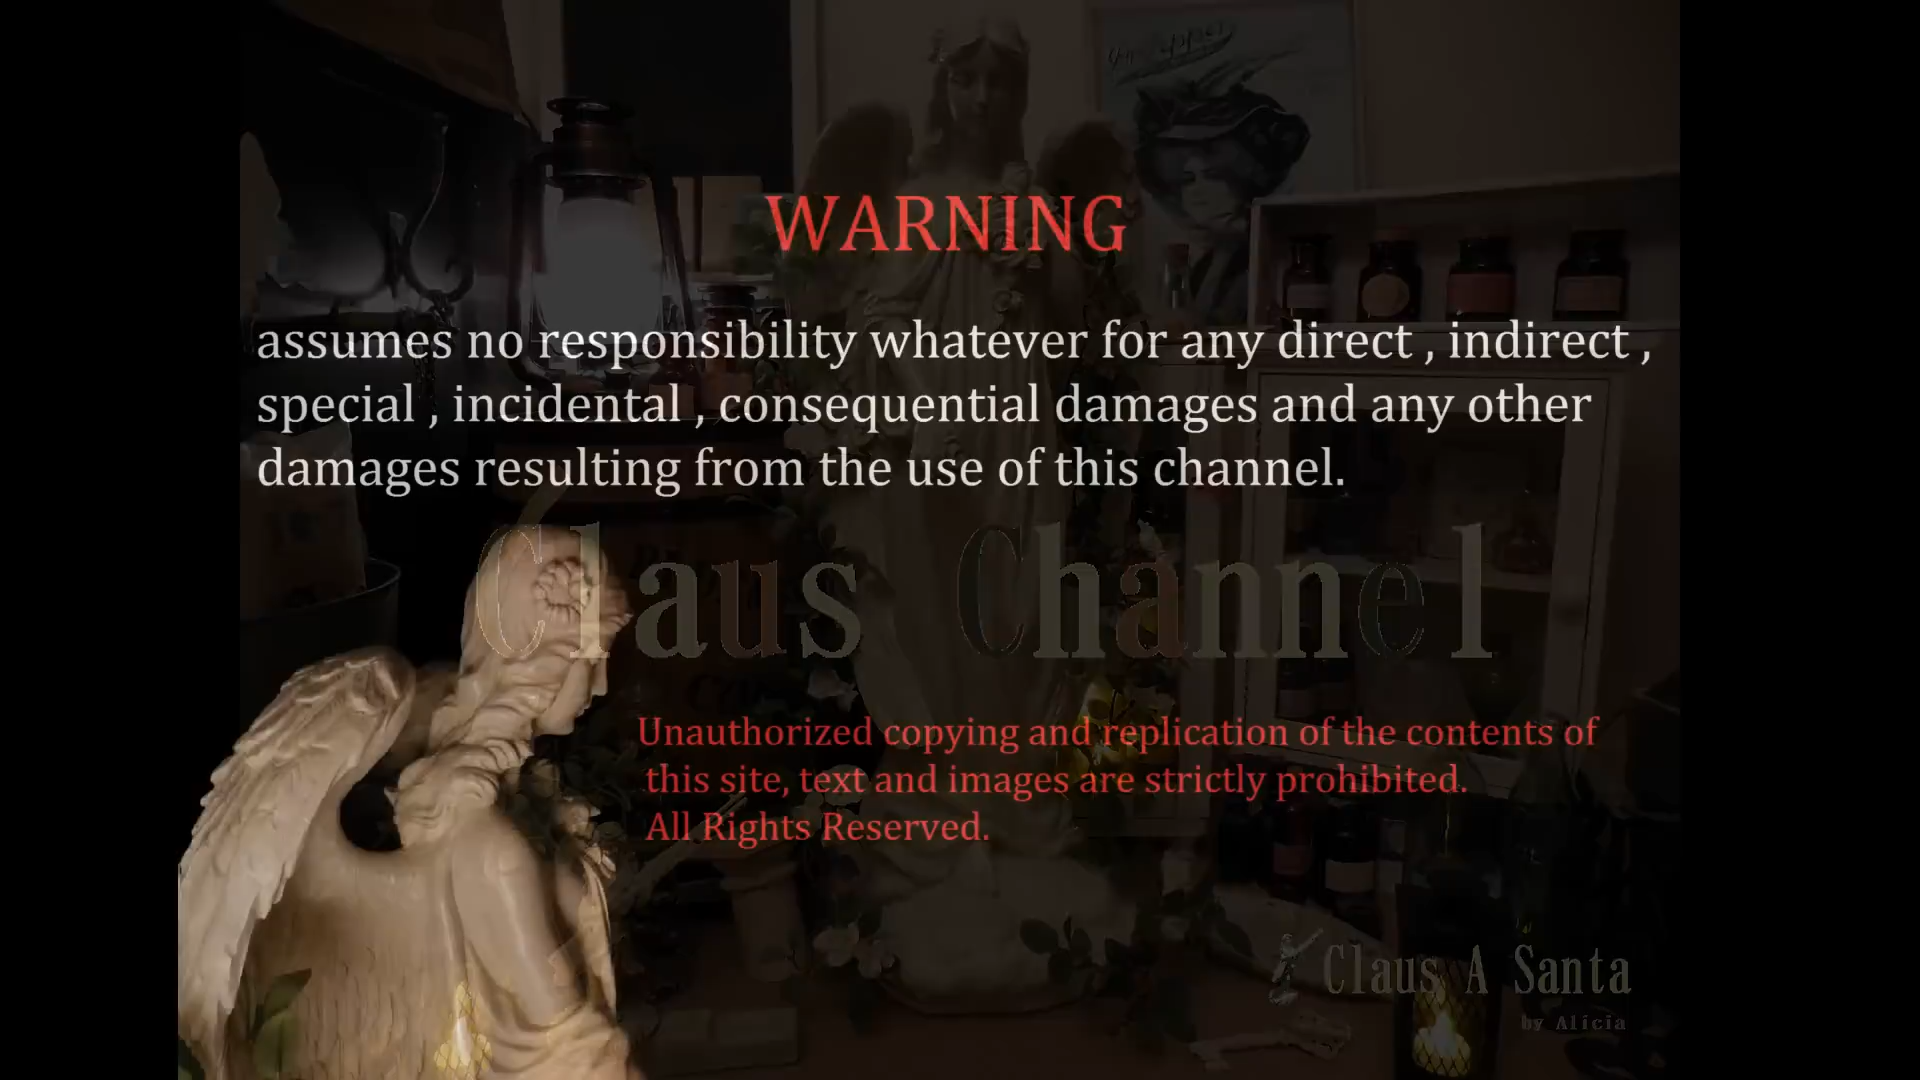 WARNING
assumes no responsibility whatever for any direct , indirect ,
special , incidental , consequential damages and any other
damages resulting from the use of this channel.
Claus Channel
Unauthorized copying and replication of the contents of
this site, text and images are strictly prohibited.
All Rights Reserved.
Claus A Santa
by Alicia